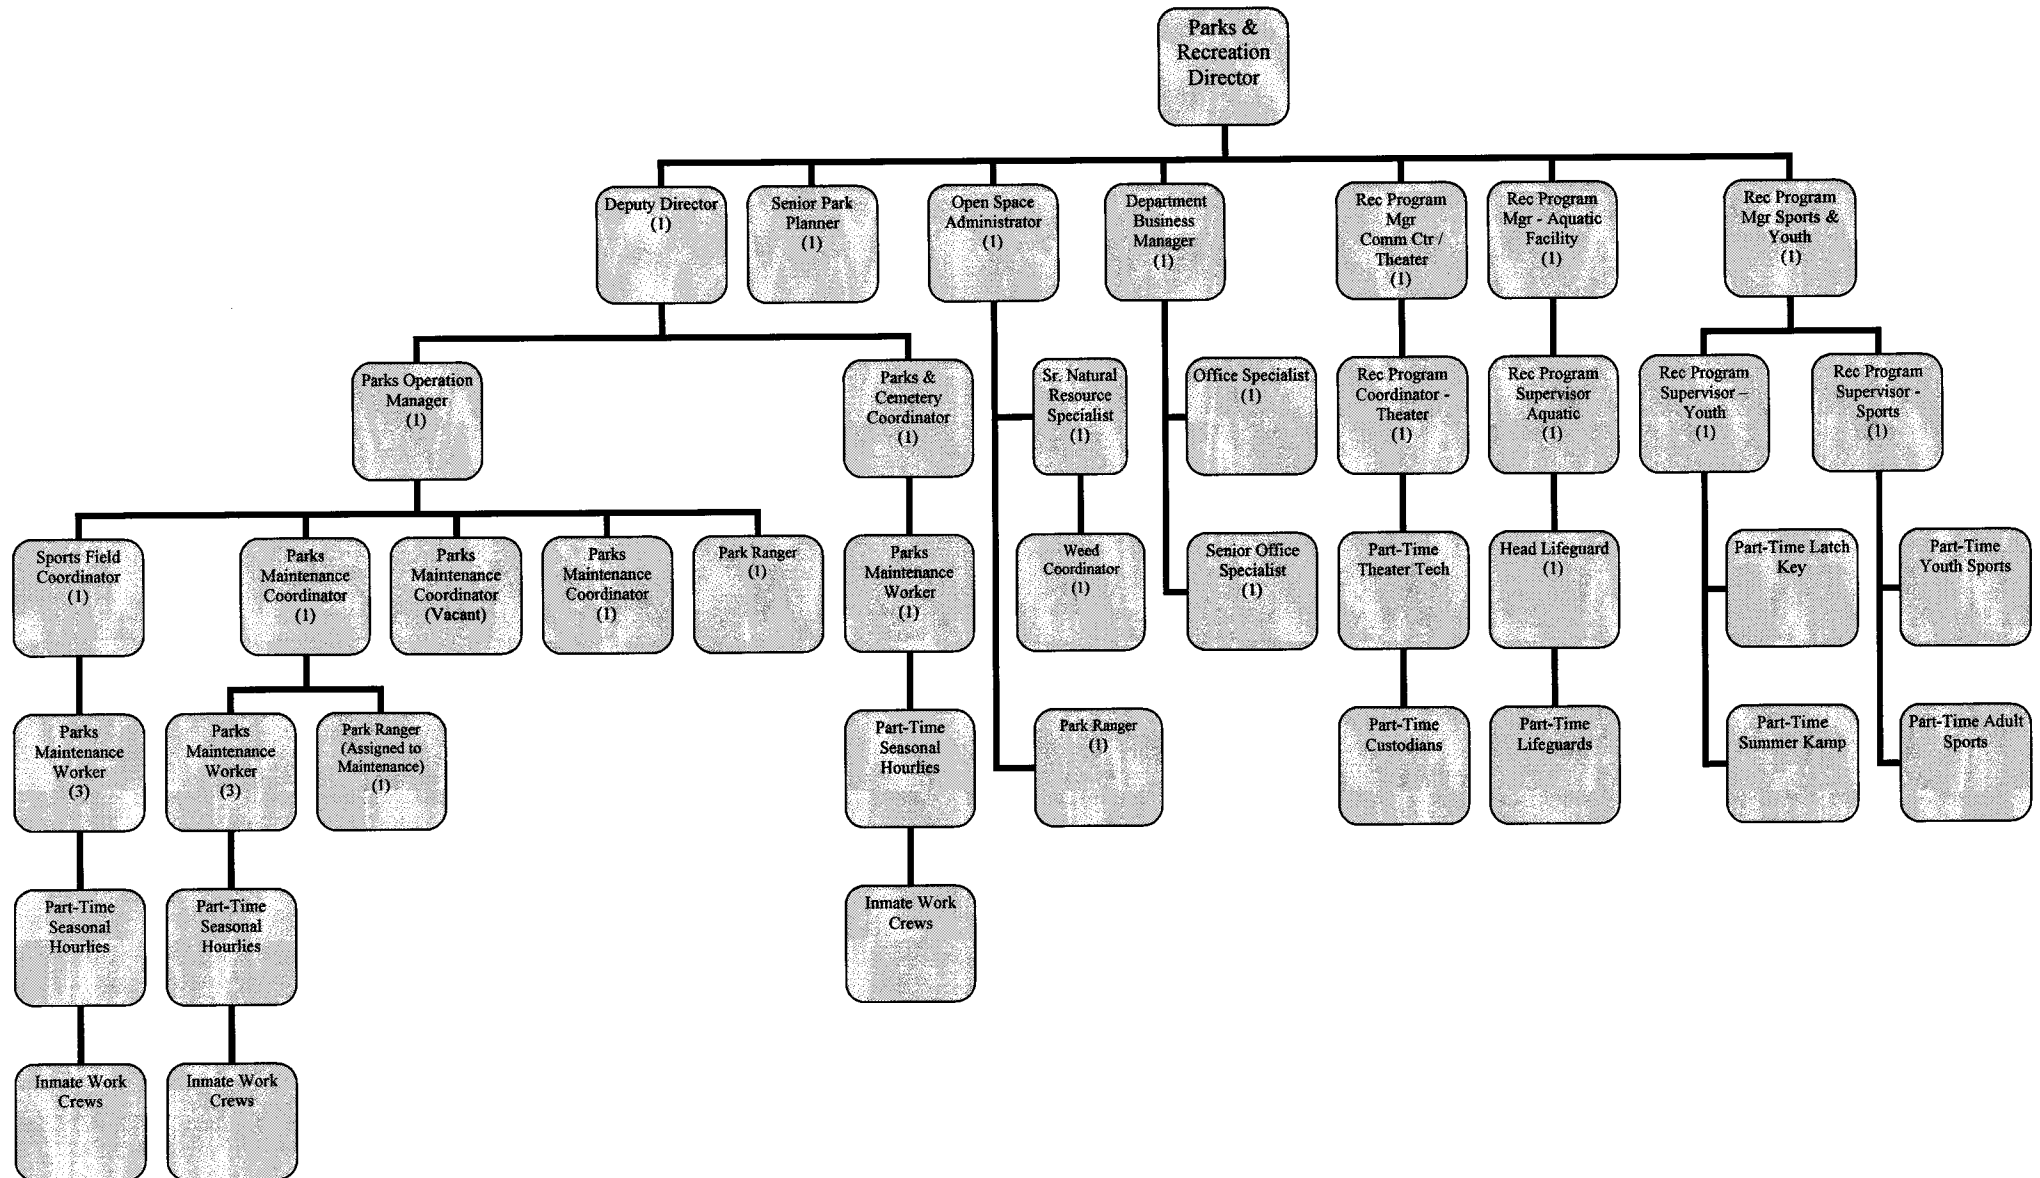 Parks &
Recreation
Director
Deputy Director
(1)
Senior Park
Planner
(1)
Open Space
Administrator
(1)
Department
Business
Manager
(1)
Rec Program
Mgr
Comm Ctr /
Theater
(1)
Rec Program
Mgr - Aquatic
Facility
(1)
Rec Program
Mgr Sports &
Youth
(1)
Parks Operation
Manager
(1)
Parks &
Cemetery
Coordinator
(1)
Sr. Natural
Resource
Specialist
(1)
Office Specialist
(1)
Rec Program
Coordinator -
Theater
(1)
Rec Program
Supervisor
Aquatic
(1)
Rec Program
Supervisor –
Youth
(1)
Rec Program
Supervisor -
Sports
(1)
Sports Field
Coordinator
(1)
Parks
Maintenance
Coordinator
(1)
Parks
Maintenance
Coordinator
(Vacant)
Parks
Maintenance
Coordinator
(1)
Park Ranger
(1)
Parks
Maintenance
Worker
(1)
Weed
Coordinator
(1)
Senior Office
Specialist
(1)
Part-Time
Theater Tech
Head Lifeguard
(1)
Part-Time Latch
Key
Part-Time
Youth Sports
Parks
Maintenance
Worker
(3)
Parks
Maintenance
Worker
(3)
Park Ranger
(Assigned to
Maintenance)
(1)
Part-Time
Seasonal
Hourlies
Park Ranger
(1)
Part-Time
Custodians
Part-Time
Lifeguards
Part-Time
Summer Kamp
Part-Time Adult
Sports
Part-Time
Seasonal
Hourlies
Part-Time
Seasonal
Hourlies
Inmate Work
Crews
Inmate Work
Crews
Inmate Work
Crews